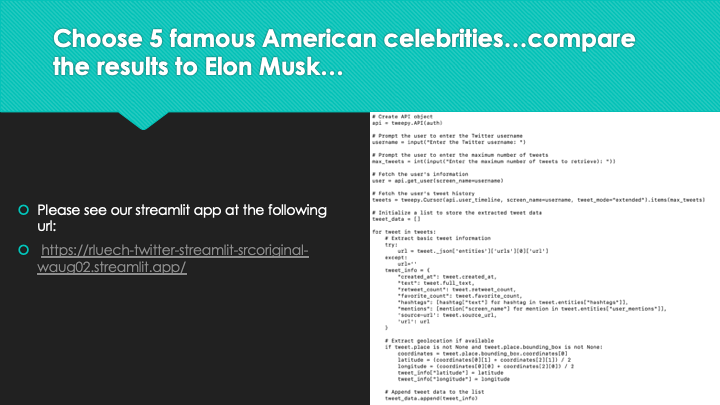 Choose 5 famous American celebrities...compare
the results to Elon Musk...
Please see our streamlit app at the following
url:
https://rluech-twitter-streamlit-srcoriginal-
waug02.streamlit.app/
# Create API object
api = tweepy.API(auth)
# Prompt the user to enter the Twitter username
username = input("Enter the Twitter username: ")
# Prompt the user to enter the maximum number of tweets
max_tweets = int(input("Enter the maximum number of tweets to retrieve): "))
# Fetch the user's information
user = api.get_user(screen_name=username)
# Fetch the user's tweet history
tweets = tweepy.Cursor(api.user_timeline, screen_name=username, tweet_mode="extended").items(max_tweets)
# Initialize a list to store the extracted tweet data
tweet_data = []
for tweet in tweets:
# Extract basic tweet information
try:
url = tweet._json['entities']['urls'][0]['url']
except:
url=''
tweet_info = {
"created_at": tweet.created_at,
"text": tweet.full_text,
"retweet_count": tweet.retweet_count,
"favorite_count": tweet.favorite_count,
"hashtags": [hashtag["text"] for hashtag in tweet.entities["hashtags"]],
"mentions": [mention["screen_name"] for mention in tweet.entities["user_mentions"]],
'source-url': tweet.source_url,
'url': url
}
# Extract geolocation if available
if tweet.place is not None and tweet.place.bounding_box is not None:
coordinates = tweet.place.bounding_box.coordinates[0]
latitude = (coordinates[0][1] + coordinates[2][1]) / 2
longitude = (coordinates[0][0] + coordinates[2][0]) / 2
tweet_info["latitude"] = latitude
tweet_info["longitude"] = longitude
# Append tweet data to the list
tweet_data.append(tweet_info)